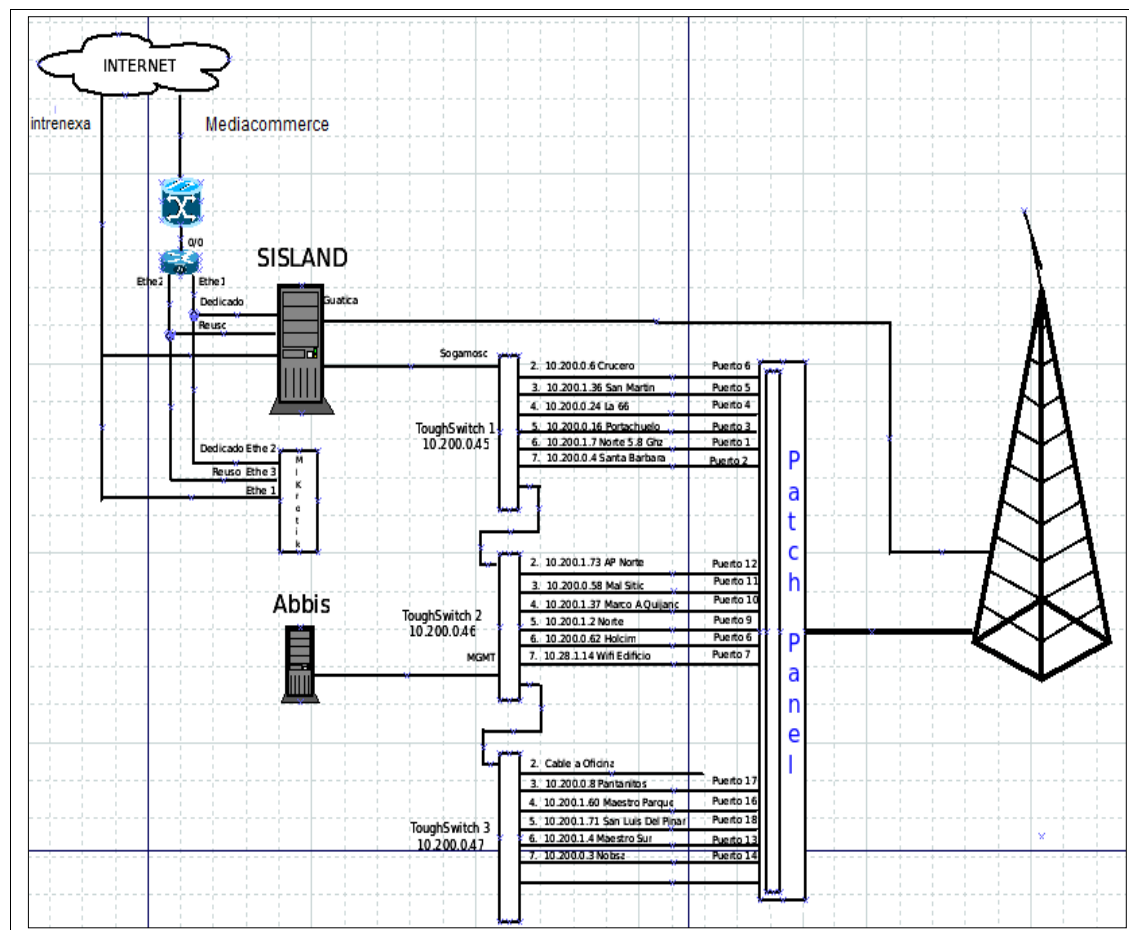 INTERNET
intrenexa
Mediacommerce
0/0
Ethe2
Ethe1
Dedicado
Reusc
SISLAND
Guatica
Sogamosc
Dedicado Ethe 2
Reuso Ethe 3
Ethe 1
MIKrotik
ToughSwitch 1
10.200.0.45
2. 10.200.0.6 Crucero Puerto 6
3. 10.200.1.36 San Martin Puerto 5
4. 10.200.0.24 La 66 Puerto 4
5. 10.200.0.16 Portachuelo Puerto 3
6. 10.200.1.7 Norte 5.8 Ghz Puerto 1
7. 10.200.0.4 Santa Barbara Puerto 2
Abbis
ToughSwitch 2
10.200.0.46
MGMT
2. 10.200.1.73 AP Norte Puerto 12
3. 10.200.0.58 Mal Sitic Puerto 11
4. 10.200.1.37 Marco A Quijanc Puerto 10
5. 10.200.1.2 Norte Puerto 9
6. 10.200.0.62 Holcim Puerto 6
7. 10.28.1.14 Wifi Edificio Puerto 7
ToughSwitch 3
10.200.0.47
2. Cable a Oficina
3. 10.200.0.8 Pantanitos Puerto 17
4. 10.200.1.60 Maestro Parque Puerto 16
5. 10.200.1.71 San Luis Del Pinar Puerto 18
6. 10.200.1.4 Maestro Sur Puerto 13
7. 10.200.0.3 Nobsa Puerto 14
Patch Panel